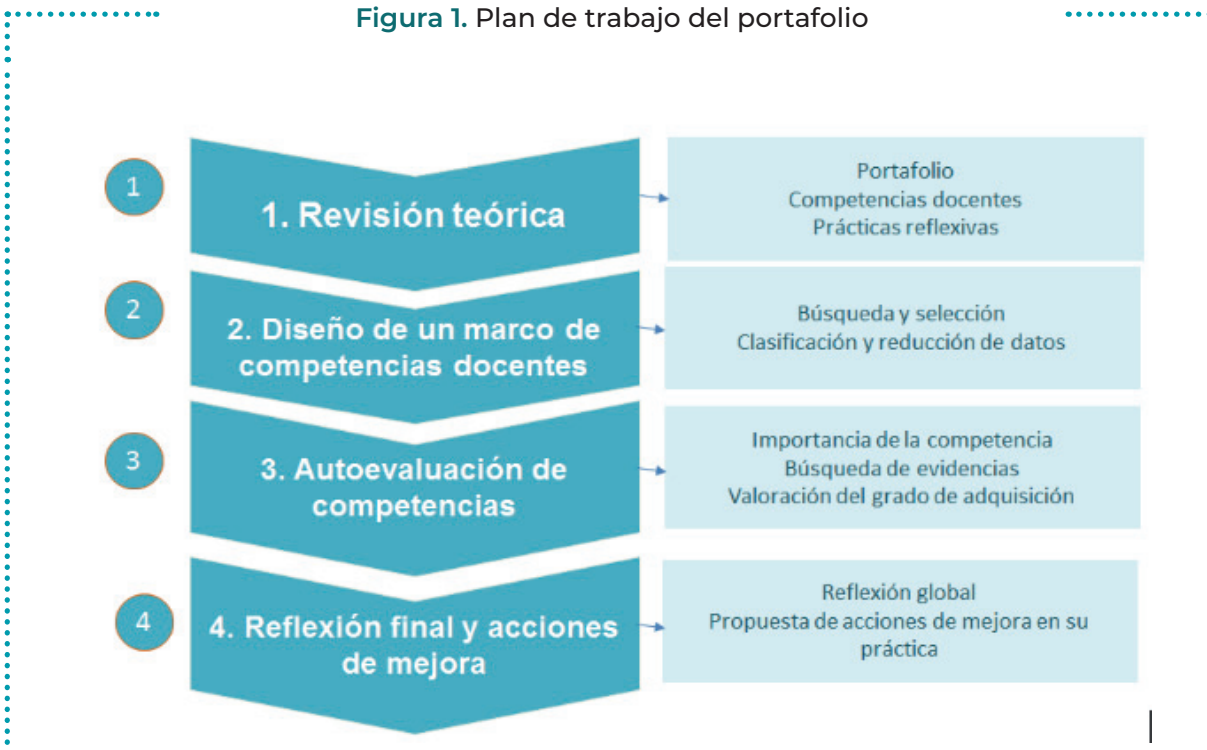 Figura 1. Plan de trabajo del portafolio
1
1. Revisión teórica
Portafolio
Competencias docentes
Prácticas reflexivas
2
2. Diseño de un marco de
competencias docentes
Búsqueda y selección
Clasificación y reducción de datos
3
3. Autoevaluación de
competencias
Importancia de la competencia
Búsqueda de evidencias
Valoración del grado de adquisición
4
4. Reflexión final y acciones
de mejora
Reflexión global
Propuesta de acciones de mejora en su
práctica